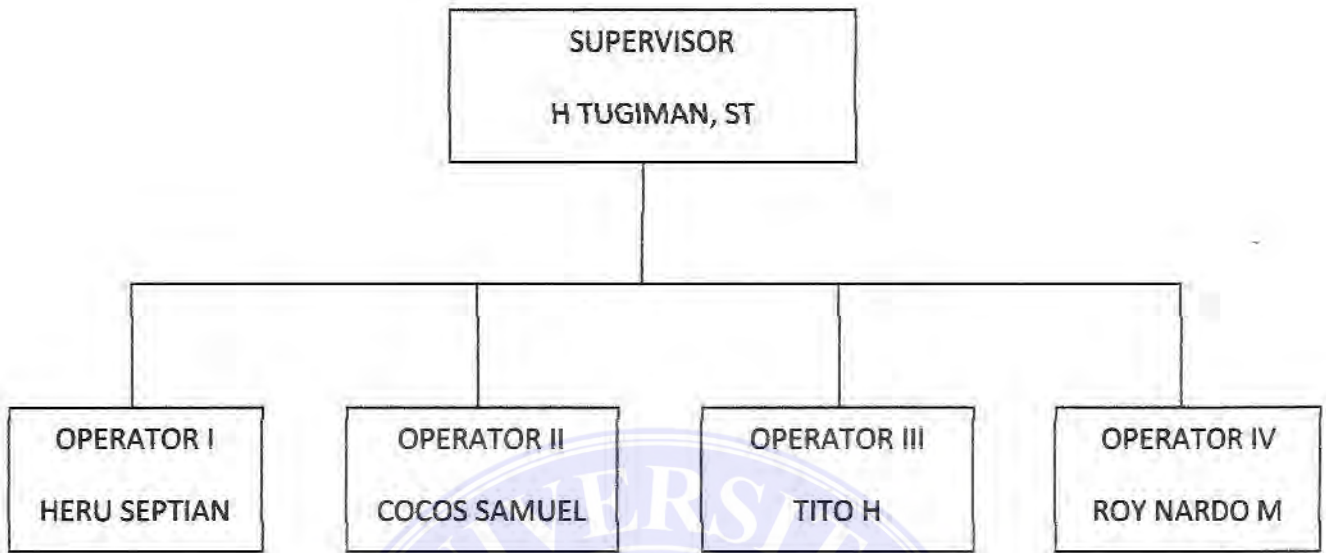 SUPERVISOR
H TUGIMAN, ST
OPERATOR I
HERU SEPTIAN
OPERATOR II
COCOS SAMUEL
OPERATOR III
TITO H
OPERATOR IV
ROY NARDO M